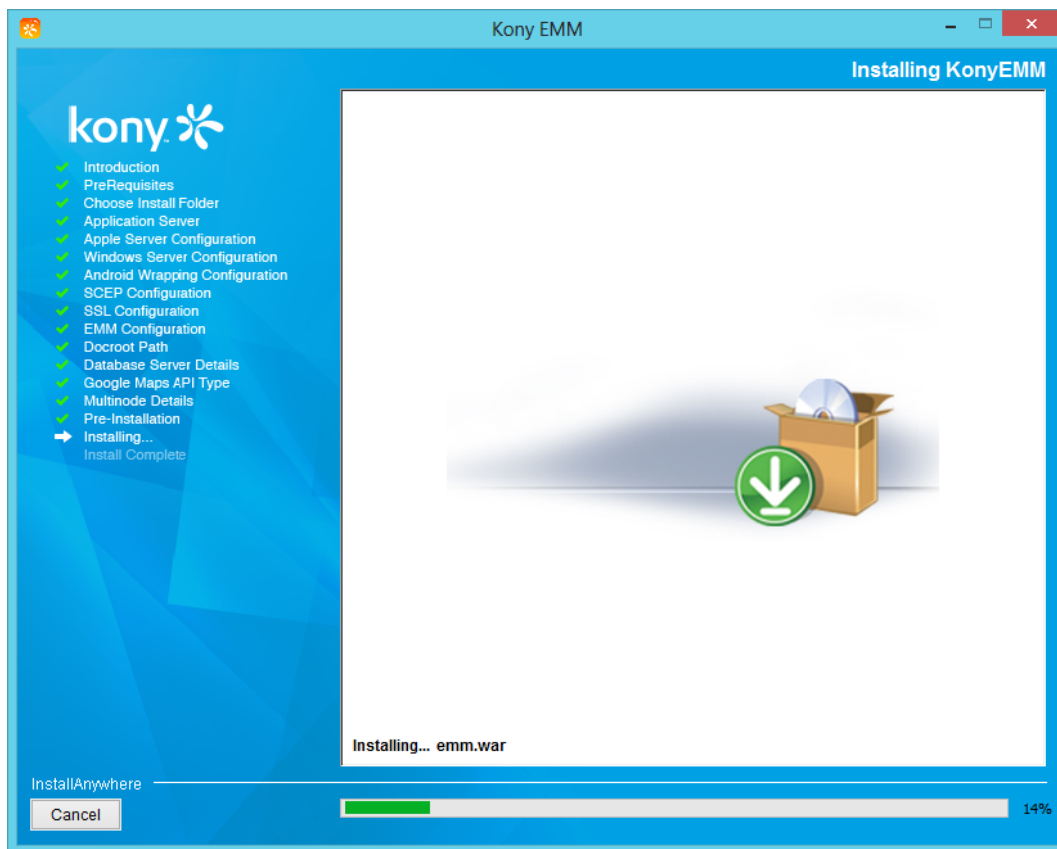 Kony EMM
Installing KonyEMM
kony
Introduction
PreRequisites
Choose Install Folder
Application Server
Apple Server Configuration
Windows Server Configuration
Android Wrapping Configuration
SCEP Configuration
SSL Configuration
EMM Configuration
Docroot Path
Database Server Details
Google Maps API Type
Multinode Details
Pre-Installation
Installing...
Install Complete
Installing... emm.war
InstallAnywhere
Cancel
14%